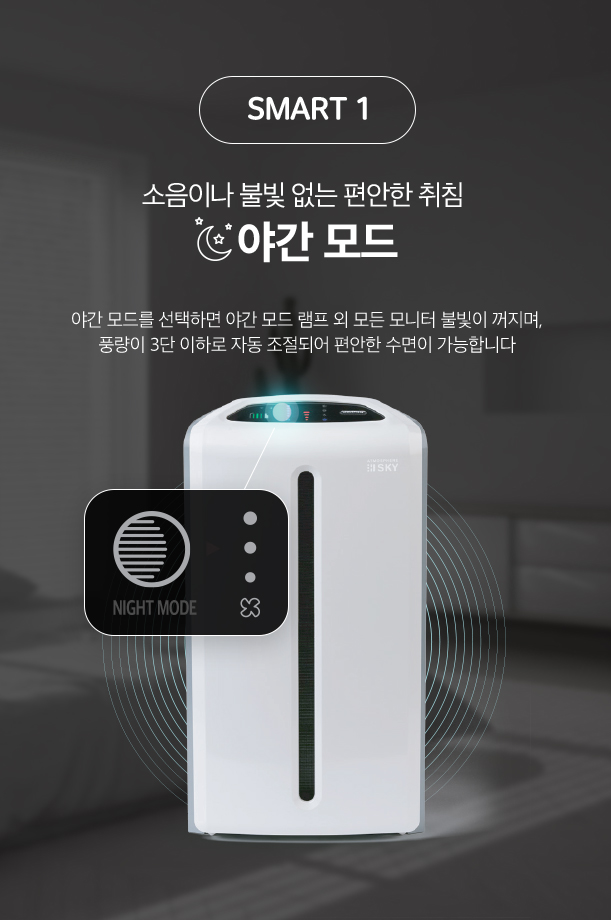 SMART 1
소음이나 불빛 없는 편안한 취침
야간 모드
야간 모드를 선택하면 야간 모드 램프 외 모든 모니터 불빛이 꺼지며,
풍량이 3단 이하로 자동 조절되어 편안한 수면이 가능합니다
SKY
NIGHT MODE